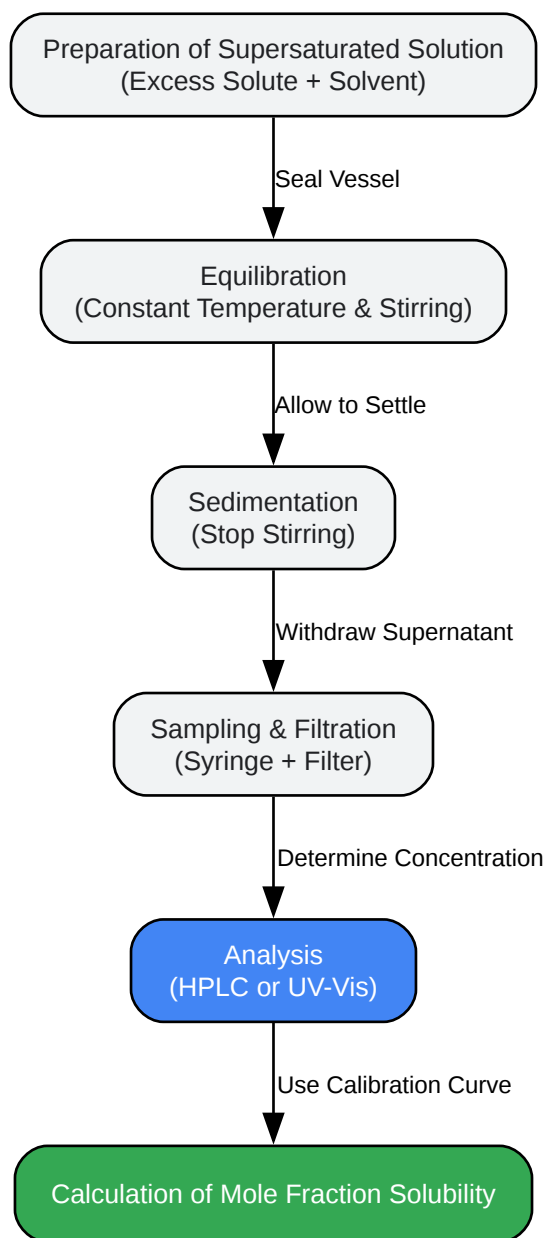 Preparation of Supersaturated Solution
(Excess Solute + Solvent)
Seal Vessel
Equilibration
(Constant Temperature & Stirring)
Allow to Settle
Sedimentation
(Stop Stirring)
Withdraw Supernatant
Sampling & Filtration
(Syringe + Filter)
Determine Concentration
Analysis
(HPLC or UV-Vis)
Use Calibration Curve
Calculation of Mole Fraction Solubility